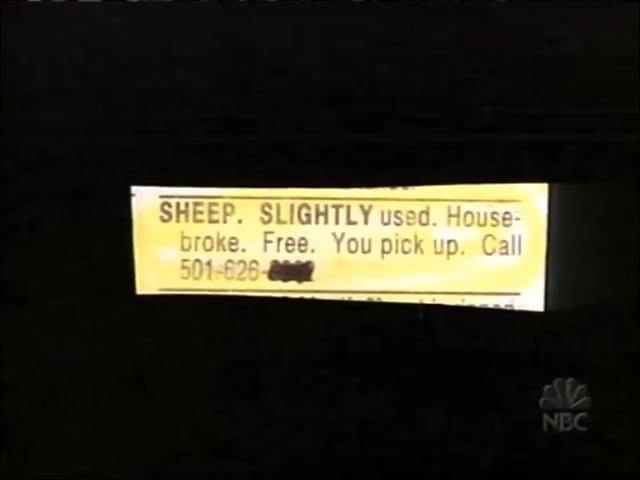 SHEEP. SLIGHTLY used. House-
broke. Free. You pick up. Call
501-626-
NBC